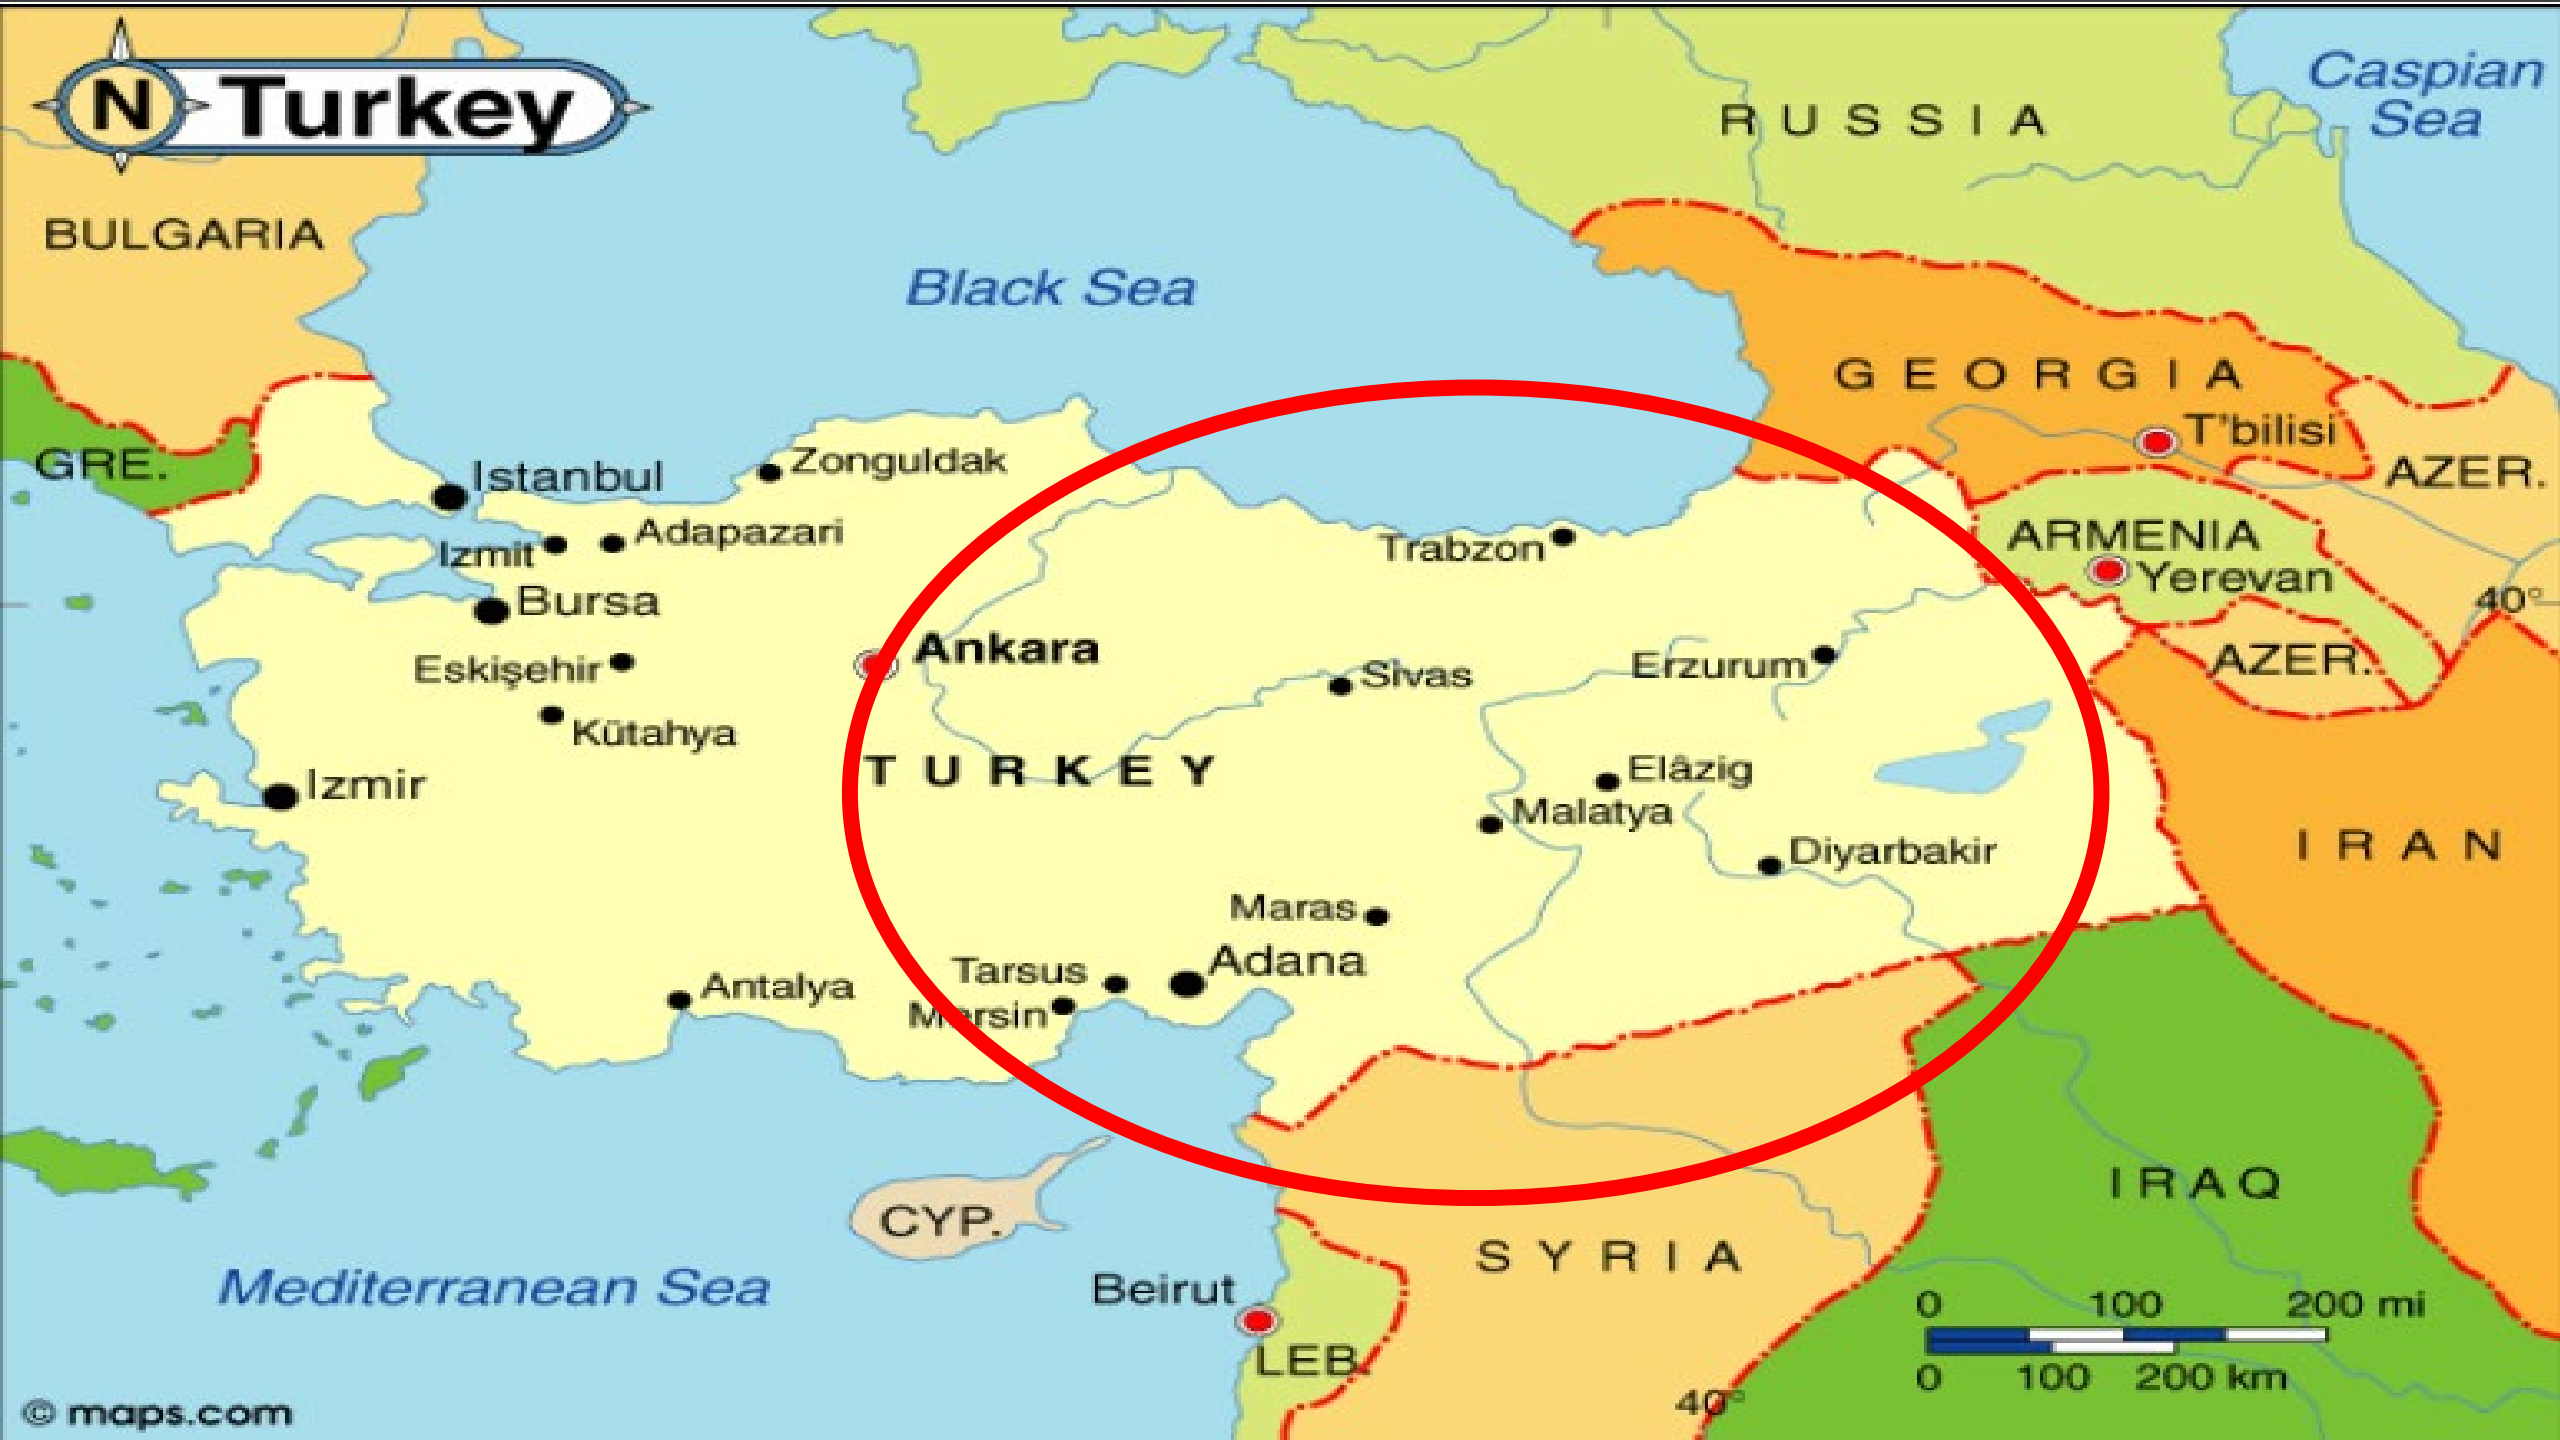 N Turkey
Caspian
Sea
RUSSIA
BULGARIA
Black Sea
GEORGIA
T'bilisi
GRE.
Istanbul
Zonguldak
AZER.
Izmit
Adapazari
Trabzon
ARMENIA
Yerevan
Bursa
40°
Ankara
Eskişehir
Sivas
Erzurum
AZER.
Kütahya
TURKEY
Izmir
Elâzig
Malatya
Diyarbakir
IRAN
Maras
Adana
Tarsus
Antalya
Mersin
IRAQ
CYP.
SYRIA
Mediterranean Sea
Beirut
0 100 200 mi
LEB.
0 100 200 km
40°
© maps.com